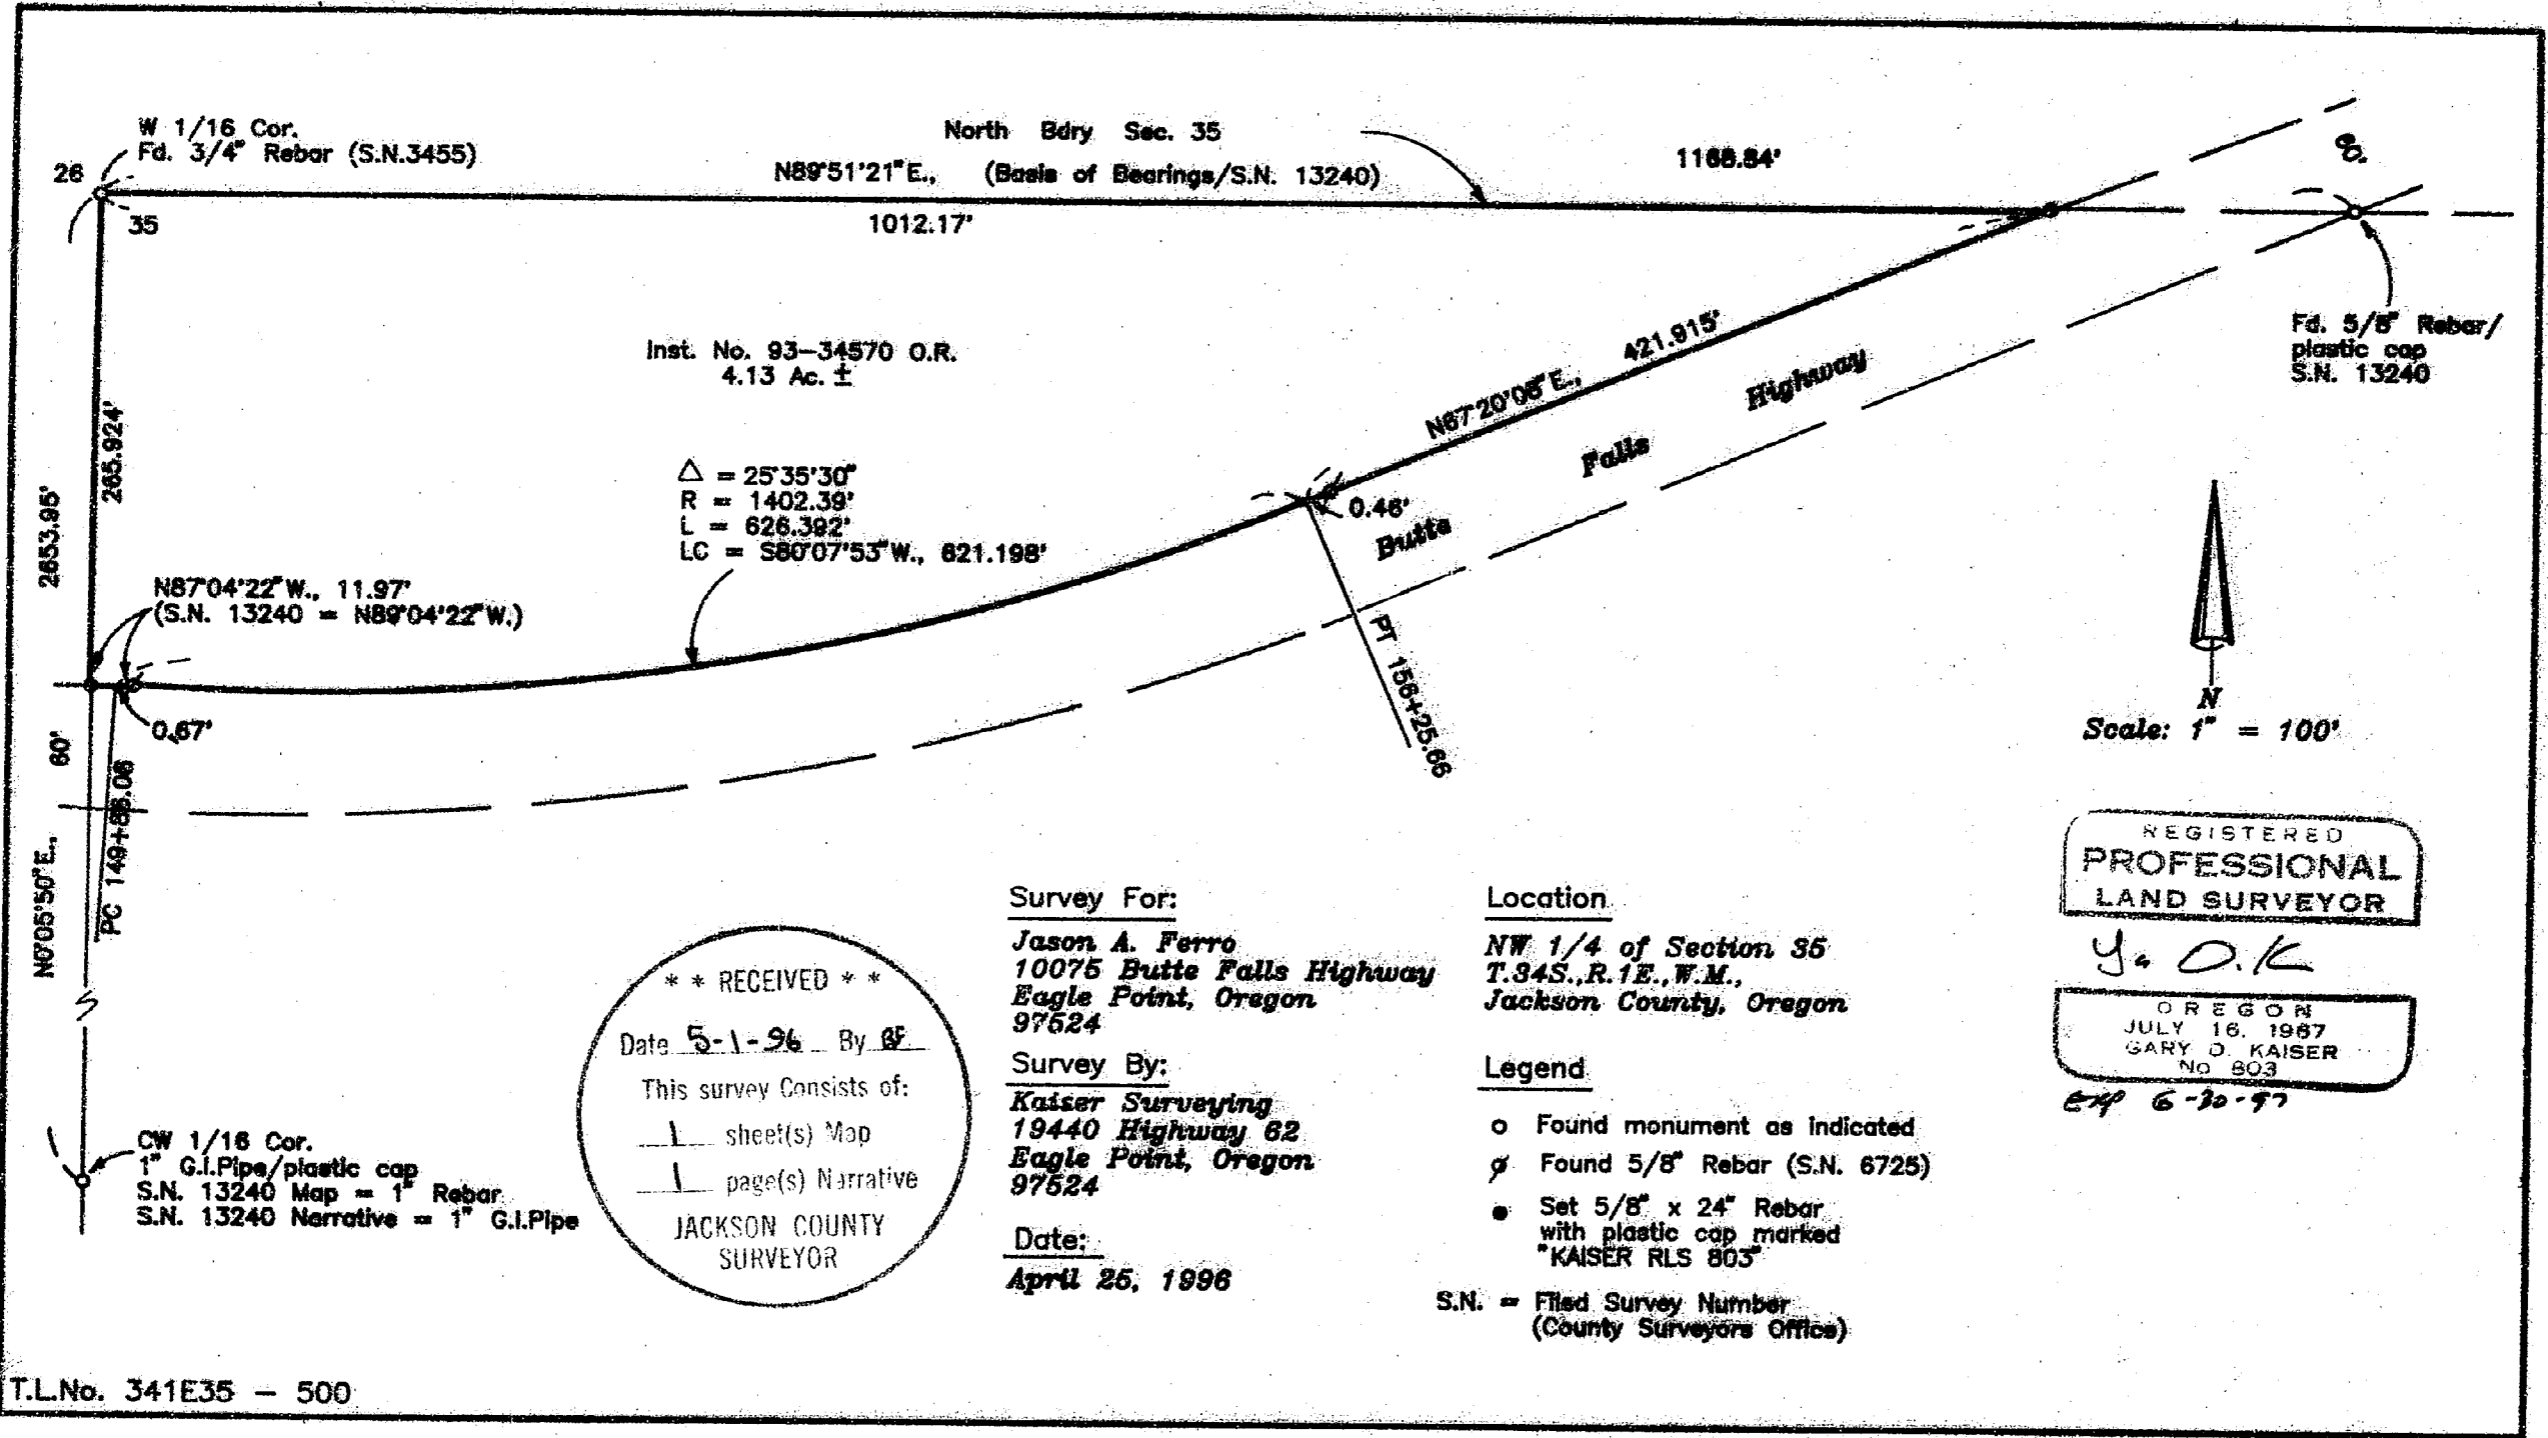 W 1/16 Cor.
Fd. 3/4" Rebar (S.N.3455)
26
35
North Bdry Sec. 35
N89°51'21"E., (Basis of Bearings/S.N. 13240)
1168.84'
1012.17'
Fd. 5/8" Rebar/
plastic cap
S.N. 13240
Inst. No. 93-34570 O.R.
4.13 Ac. ±
N67°20'08"E., 421.915'
Butte Falls Highway
0.46'
PT 156+25.66
△ = 25°35'30"
R = 1402.39'
L = 626.392'
LC = S80°07'53"W., 621.198'
265.924'
2653.95'
N87°04'22"W., 11.97'
(S.N. 13240 = N89°04'22"W.)
0.67'
60'
PC 149+88.06
N0°05'50"E.,
N
Scale: 1" = 100'
CW 1/16 Cor.
1" G.I.Pipe/plastic cap
S.N. 13240 Map = 1" Rebar
S.N. 13240 Narrative = 1" G.I.Pipe
* * RECEIVED * *
Date 5-1-96 By
This survey Consists of:
1 sheet(s) Map
1 page(s) Narrative
JACKSON COUNTY
SURVEYOR
Survey For:
Jason A. Ferro
10075 Butte Falls Highway
Eagle Point, Oregon
97524
Survey By:
Kaiser Surveying
19440 Highway 62
Eagle Point, Oregon
97524
Date:
April 25, 1996
Location
NW 1/4 of Section 35
T.34S.,R.1E.,W.M.,
Jackson County, Oregon
Legend
Found monument as indicated
Found 5/8" Rebar (S.N. 6725)
Set 5/8" x 24" Rebar
with plastic cap marked
"KAISER RLS 803"
S.N. = Filed Survey Number
(County Surveyors Office)
REGISTERED
PROFESSIONAL
LAND SURVEYOR
OREGON
JULY 16, 1967
GARY D. KAISER
No 803
EXP 6-30-97
T.L.No. 341E35 - 500